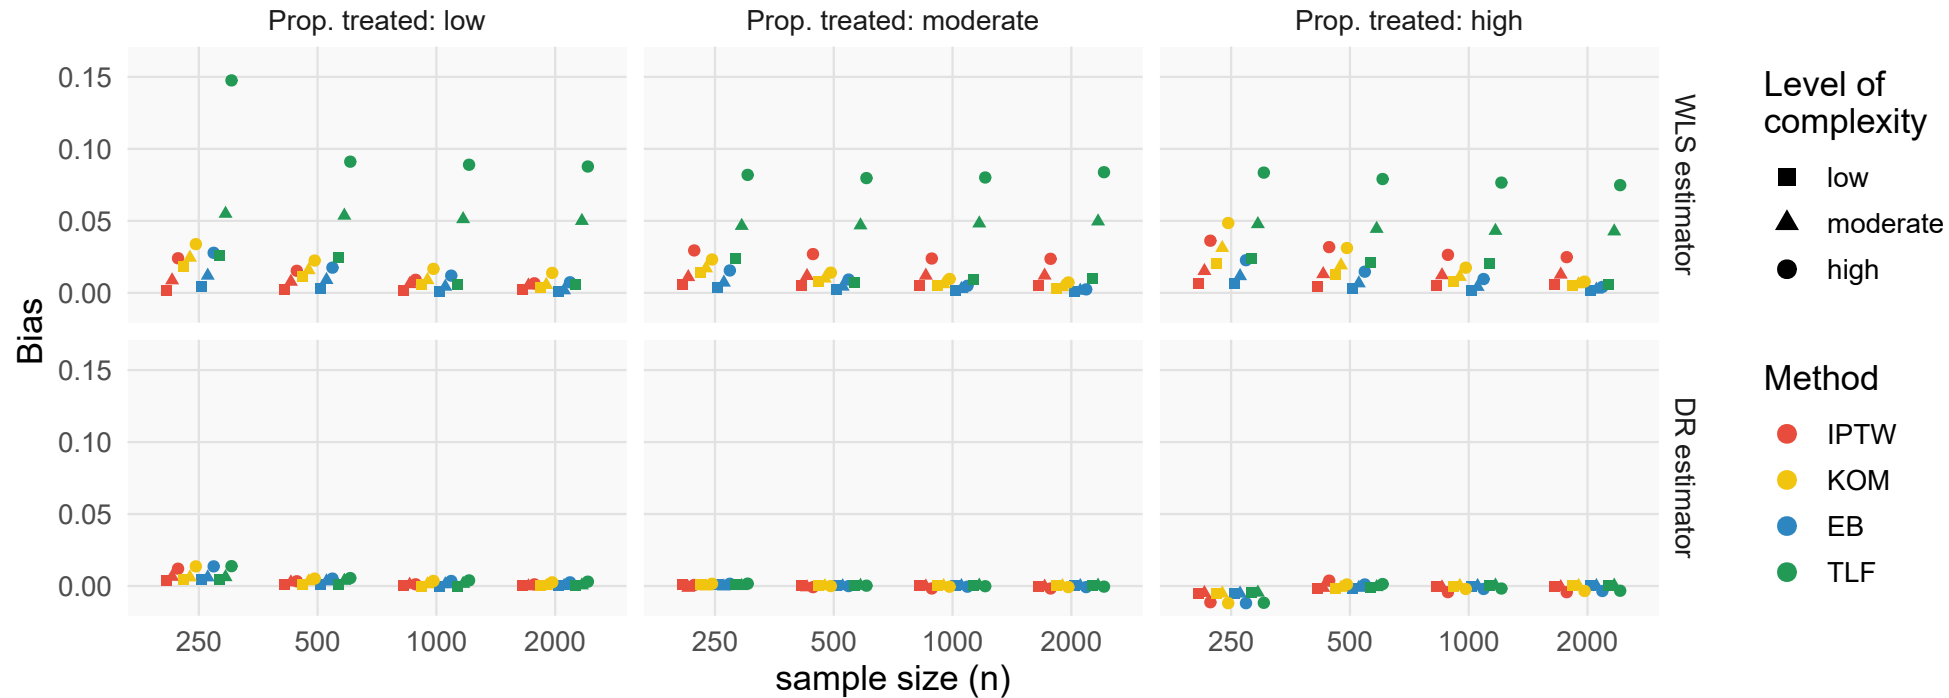 Prop. treated: low
Prop. treated: moderate
Prop. treated: high
0.15
0.10
0.05
0.00
WLS estimator
0.15
0.10
0.05
0.00
DR estimator
Bias
250 500 1000 2000
250 500 1000 2000
250 500 1000 2000
sample size (n)
Level of
complexity
low
moderate
high
Method
IPTW
KOM
EB
TLF